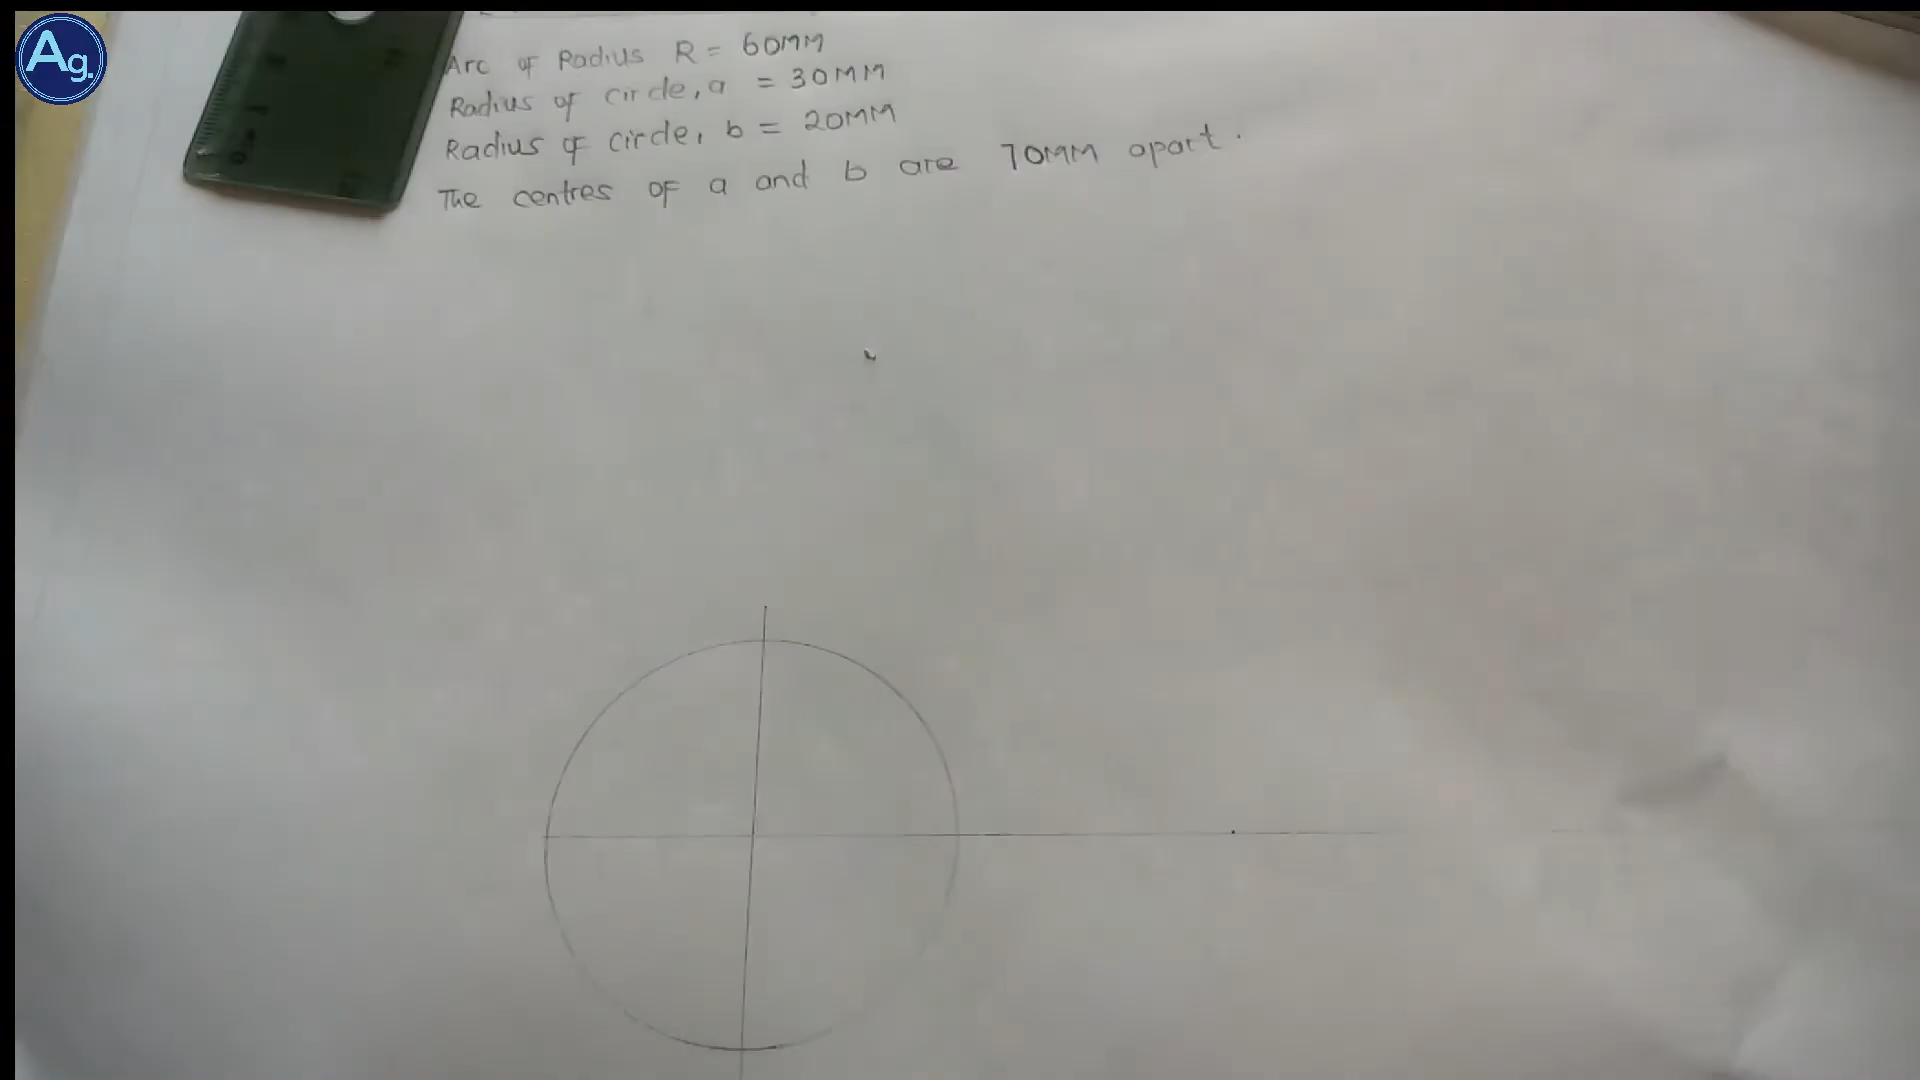 Ag.
Arc of Radius R = 60MM
Radius of circle, a = 30MM
Radius of circle, b = 20MM
The centres of a and b are 70MM apart.